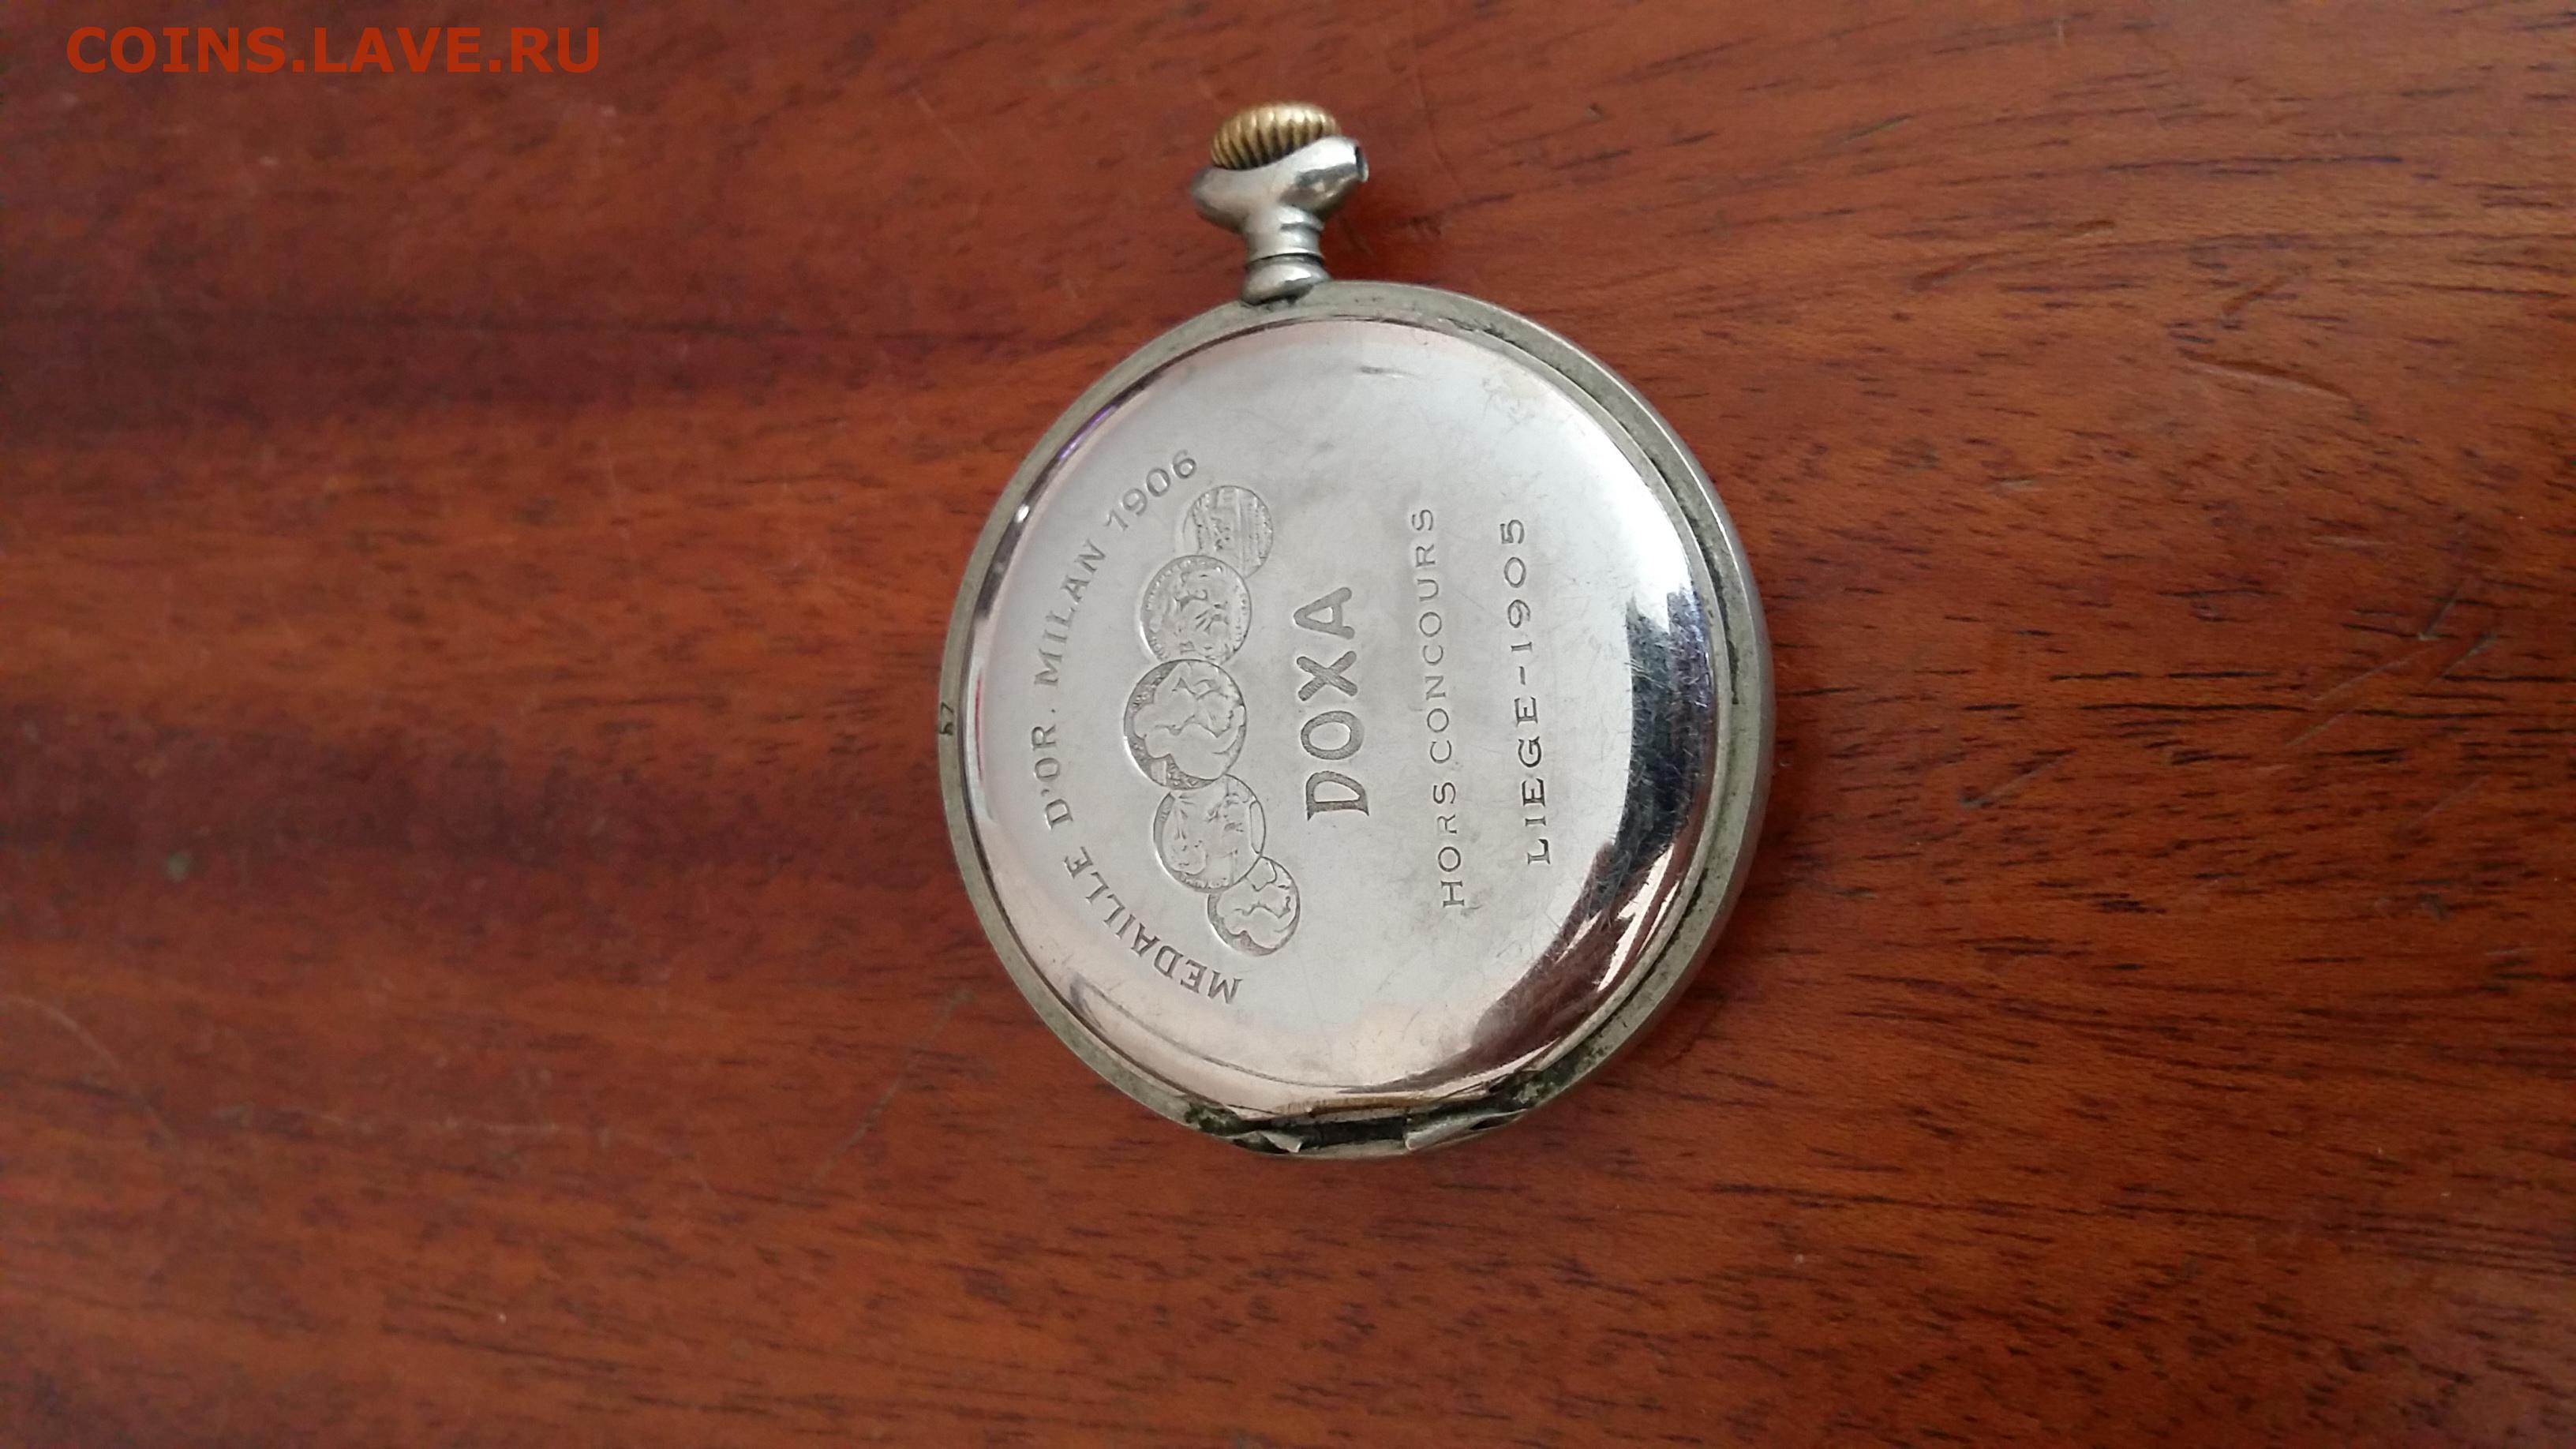 COINS.LAVE.RU
MEDAILLE D'OR. MILAN 1906
DOXA
HORS CONCOURS
LIEGE-1905